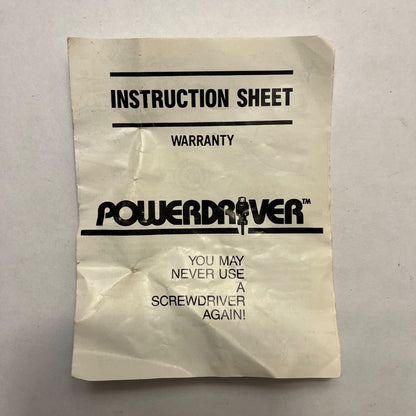 INSTRUCTION SHEET
WARRANTY
POWERDRIVER™
YOU MAY
NEVER USE
A
SCREWDRIVER
AGAIN!